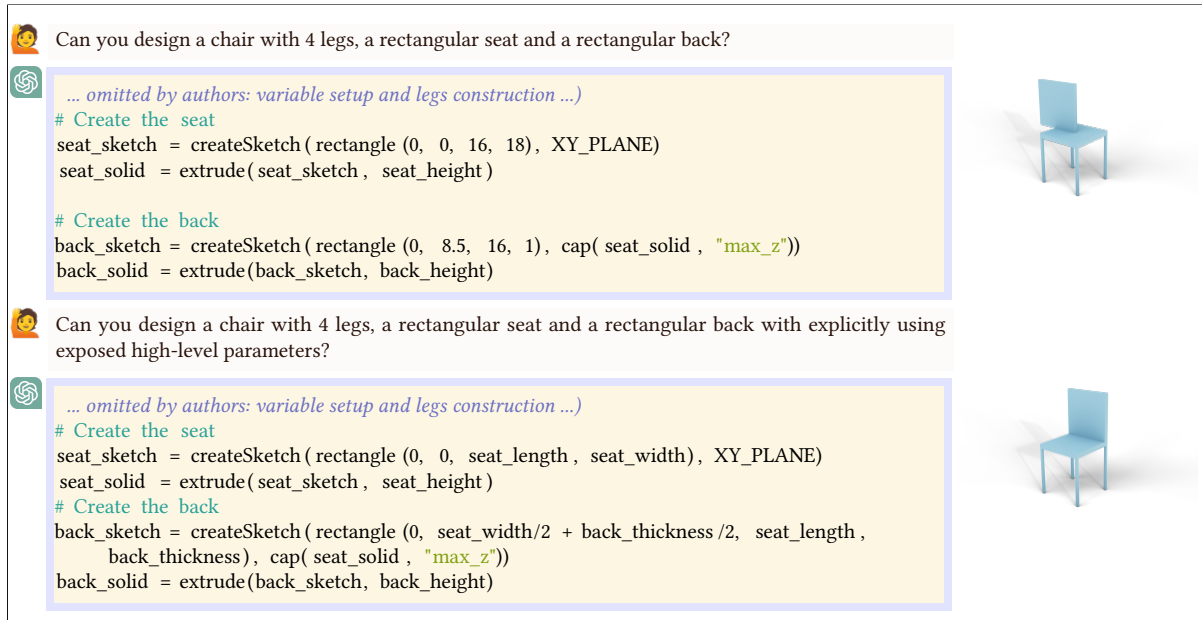 Can you design a chair with 4 legs, a rectangular seat and a rectangular back?
... omitted by authors: variable setup and legs construction ...)
# Create the seat
seat_sketch = createSketch(rectangle(0, 0, 16, 18), XY_PLANE)
seat_solid = extrude(seat_sketch, seat_height)
# Create the back
back_sketch = createSketch(rectangle(0, 8.5, 16, 1), cap(seat_solid, "max_z"))
back_solid = extrude(back_sketch, back_height)
Can you design a chair with 4 legs, a rectangular seat and a rectangular back with explicitly using
exposed high-level parameters?
... omitted by authors: variable setup and legs construction ...)
# Create the seat
seat_sketch = createSketch(rectangle(0, 0, seat_length, seat_width), XY_PLANE)
seat_solid = extrude(seat_sketch, seat_height)
# Create the back
back_sketch = createSketch(rectangle(0, seat_width/2 + back_thickness/2, seat_length,
back_thickness), cap(seat_solid, "max_z"))
back_solid = extrude(back_sketch, back_height)